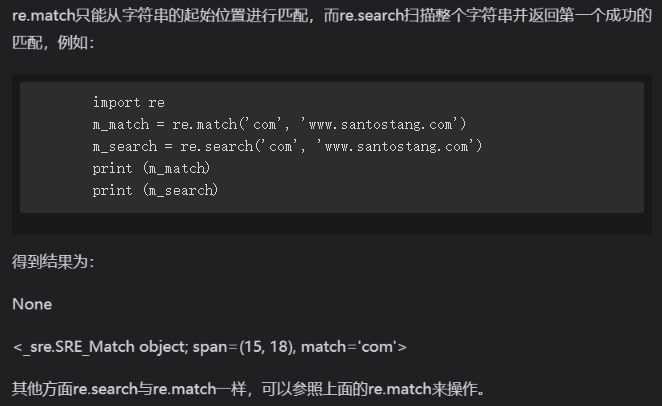 re.match只能从字符串的起始位置进行匹配，而re.search扫描整个字符串并返回第一个成功的
匹配，例如：
import re
m_match = re.match('com', 'www.santostang.com')
m_search = re.search('com', 'www.santostang.com')
print (m_match)
print (m_search)
得到结果为：
None
<_sre.SRE_Match object; span=(15, 18), match='com'>
其他方面re.search与re.match一样，可以参照上面的re.match来操作。